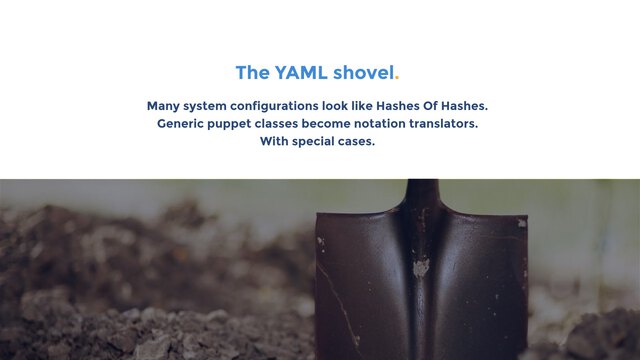 The YAML shovel.
Many system configurations look like Hashes Of Hashes.
Generic puppet classes become notation translators.
With special cases.